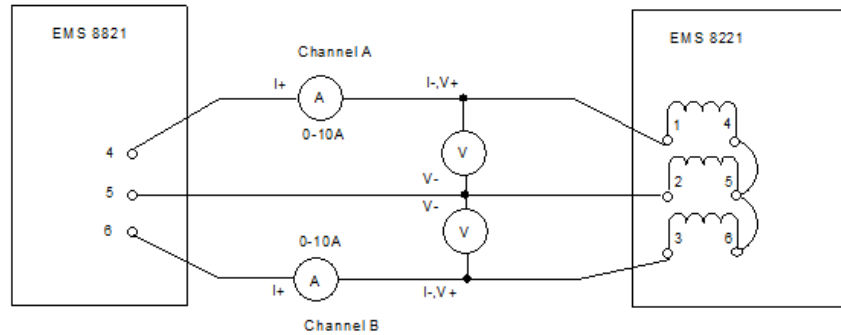 EMS 8821
EMS 8221
Channel A
I+
A
I-,V+
0-10A
1
4
4
V
V-
2
5
5
V-
6
V
3
6
0-10A
I+
A
I-,V+
Channel B